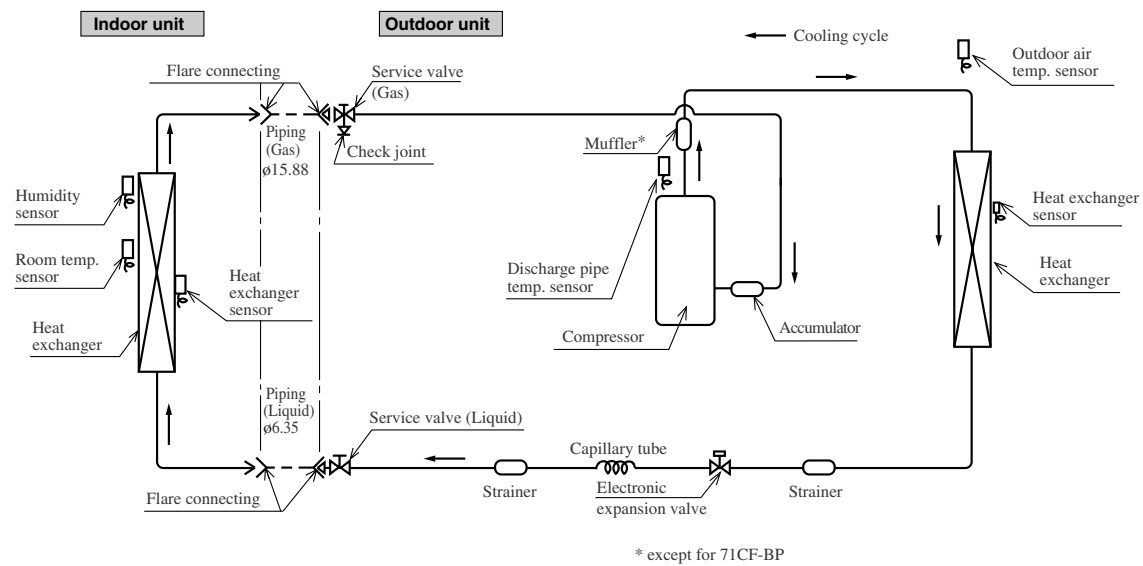 Indoor unit
Outdoor unit
Cooling cycle
Outdoor air
temp. sensor
Flare connecting
Service valve
(Gas)
Piping
(Gas)
ø15.88
Check joint
Muffler*
Humidity
sensor
Room temp.
sensor
Heat
exchanger
sensor
Heat
exchanger
Discharge pipe
temp. sensor
Compressor
Accumulator
Heat exchanger
sensor
Heat
exchanger
Piping
(Liquid)
ø6.35
Service valve (Liquid)
Flare connecting
Strainer
Capillary tube
Electronic
expansion valve
Strainer
* except for 71CF-BP